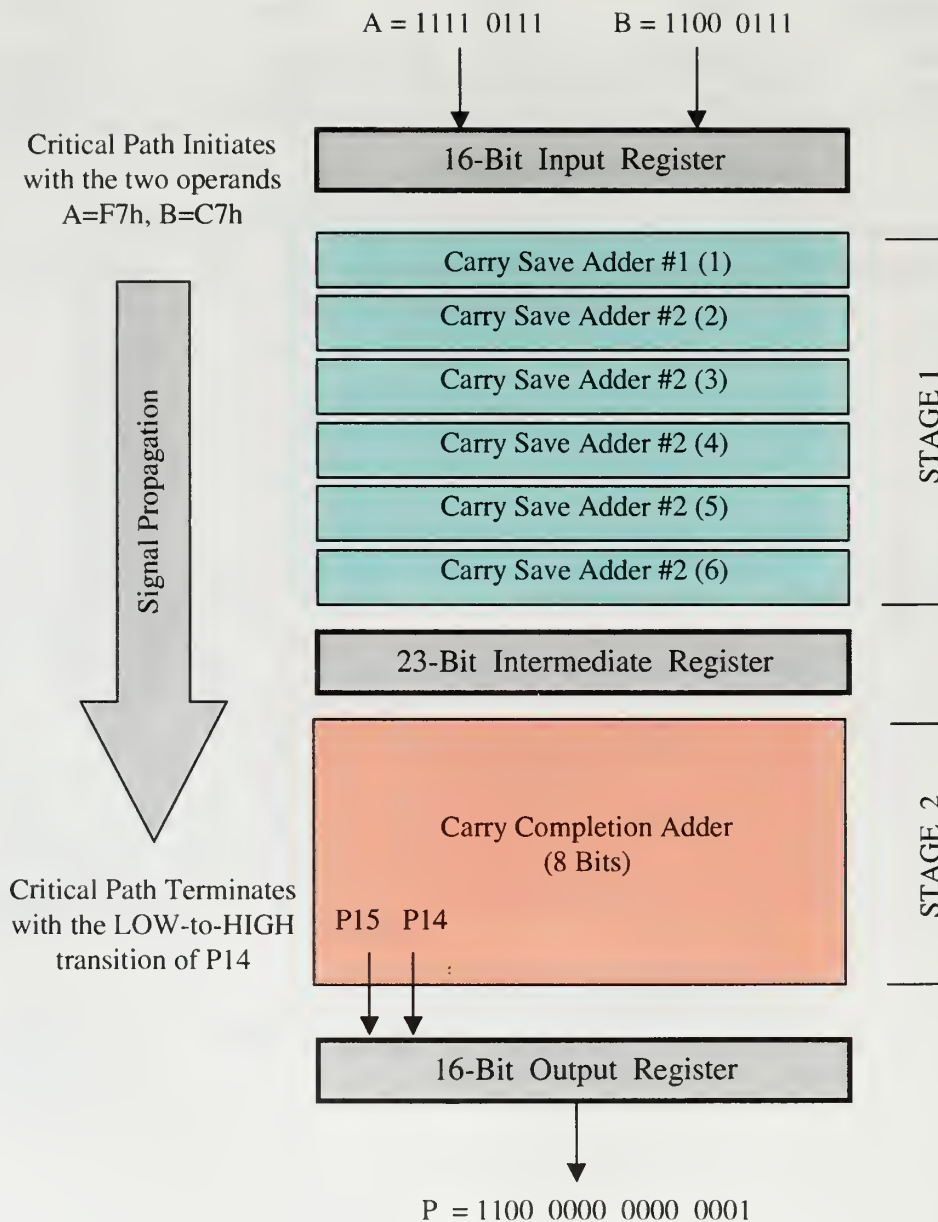 A = 1111 0111
B = 1100 0111
Critical Path Initiates
with the two operands
A=F7h, B=C7h
16-Bit Input Register
Carry Save Adder #1 (1)
Carry Save Adder #2 (2)
Carry Save Adder #2 (3)
Carry Save Adder #2 (4)
Carry Save Adder #2 (5)
Carry Save Adder #2 (6)
STAGE 1
Signal Propagation
23-Bit Intermediate Register
Carry Completion Adder
(8 Bits)
STAGE 2
Critical Path Terminates
with the LOW-to-HIGH
transition of P14
P15 P14
16-Bit Output Register
P = 1100 0000 0000 0001